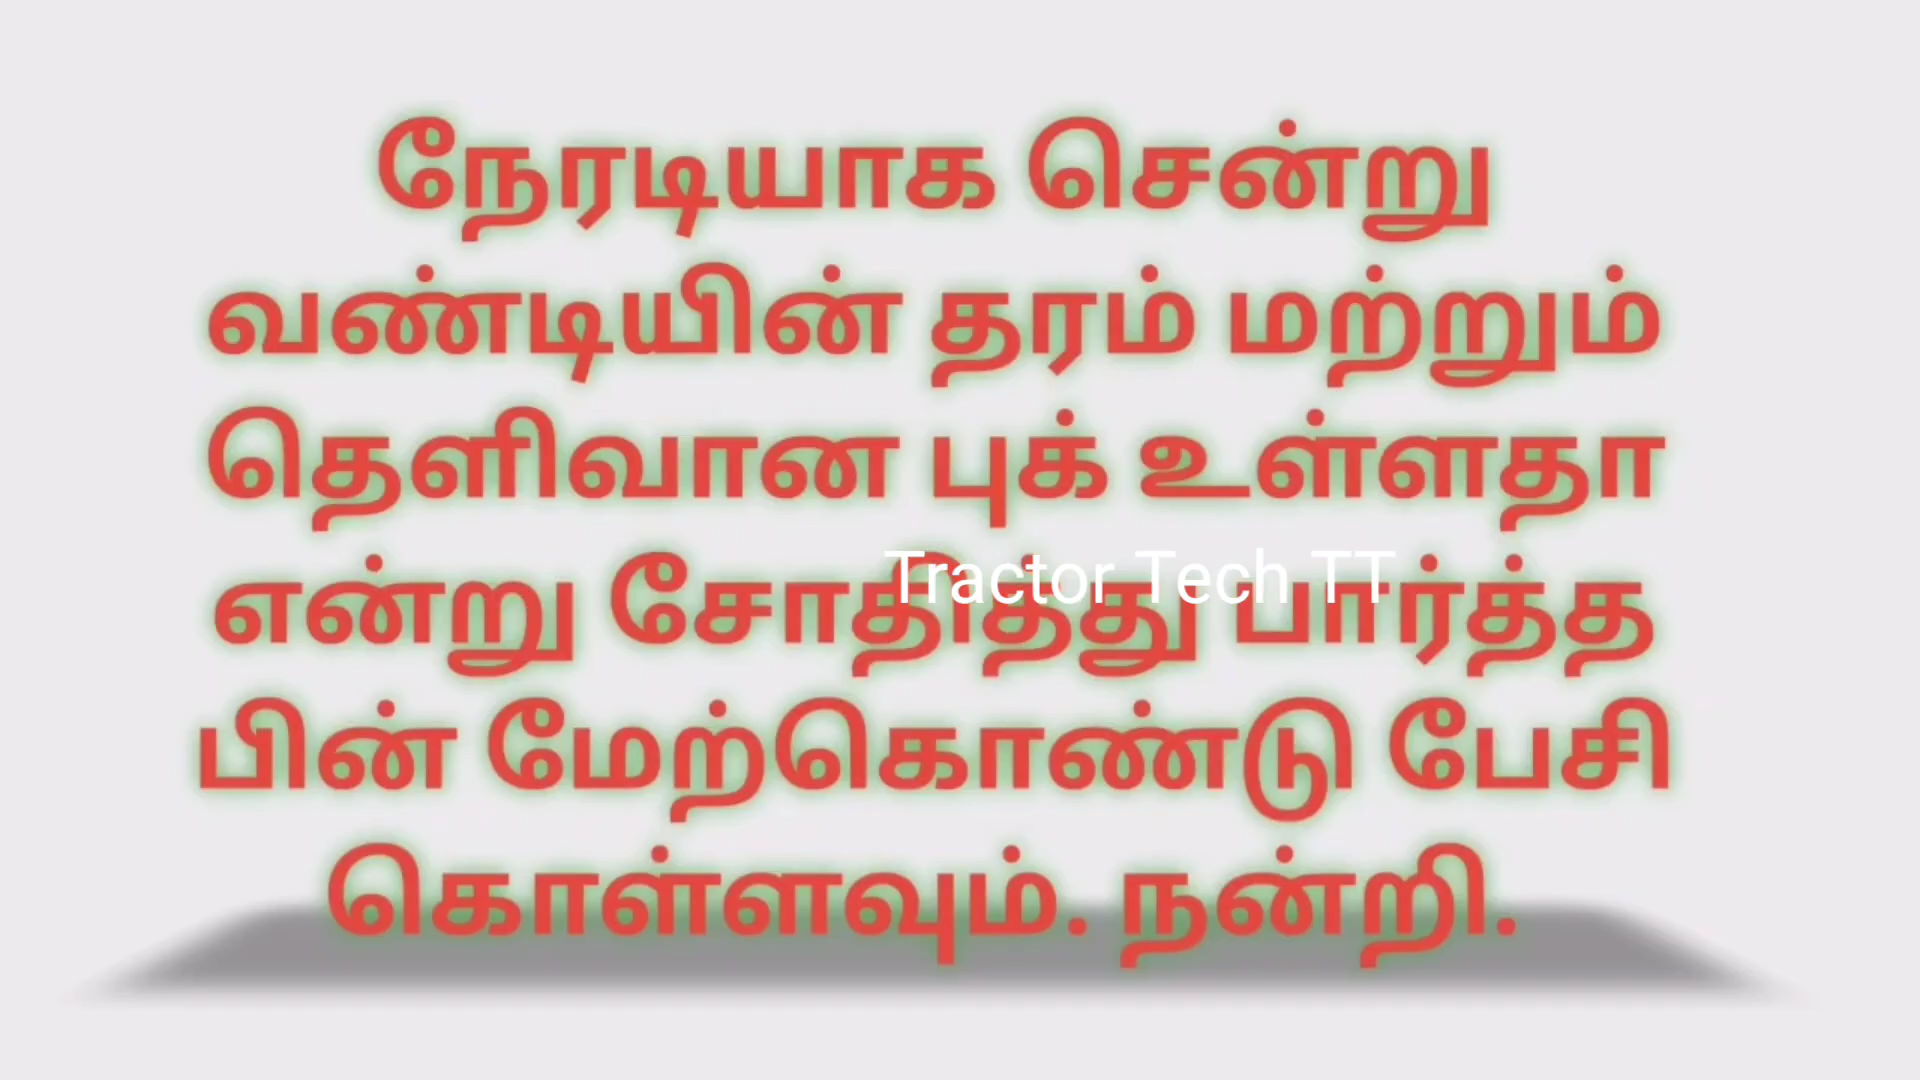 நேரடியாக சென்று
வண்டியின் தரம் மற்றும்
தெளிவான புக் உள்ளதா
என்று சோதித்து பார்த்த
Tractor Tech TT
பின் மேற்கொண்டு பேசி
கொள்ளவும். நன்றி.